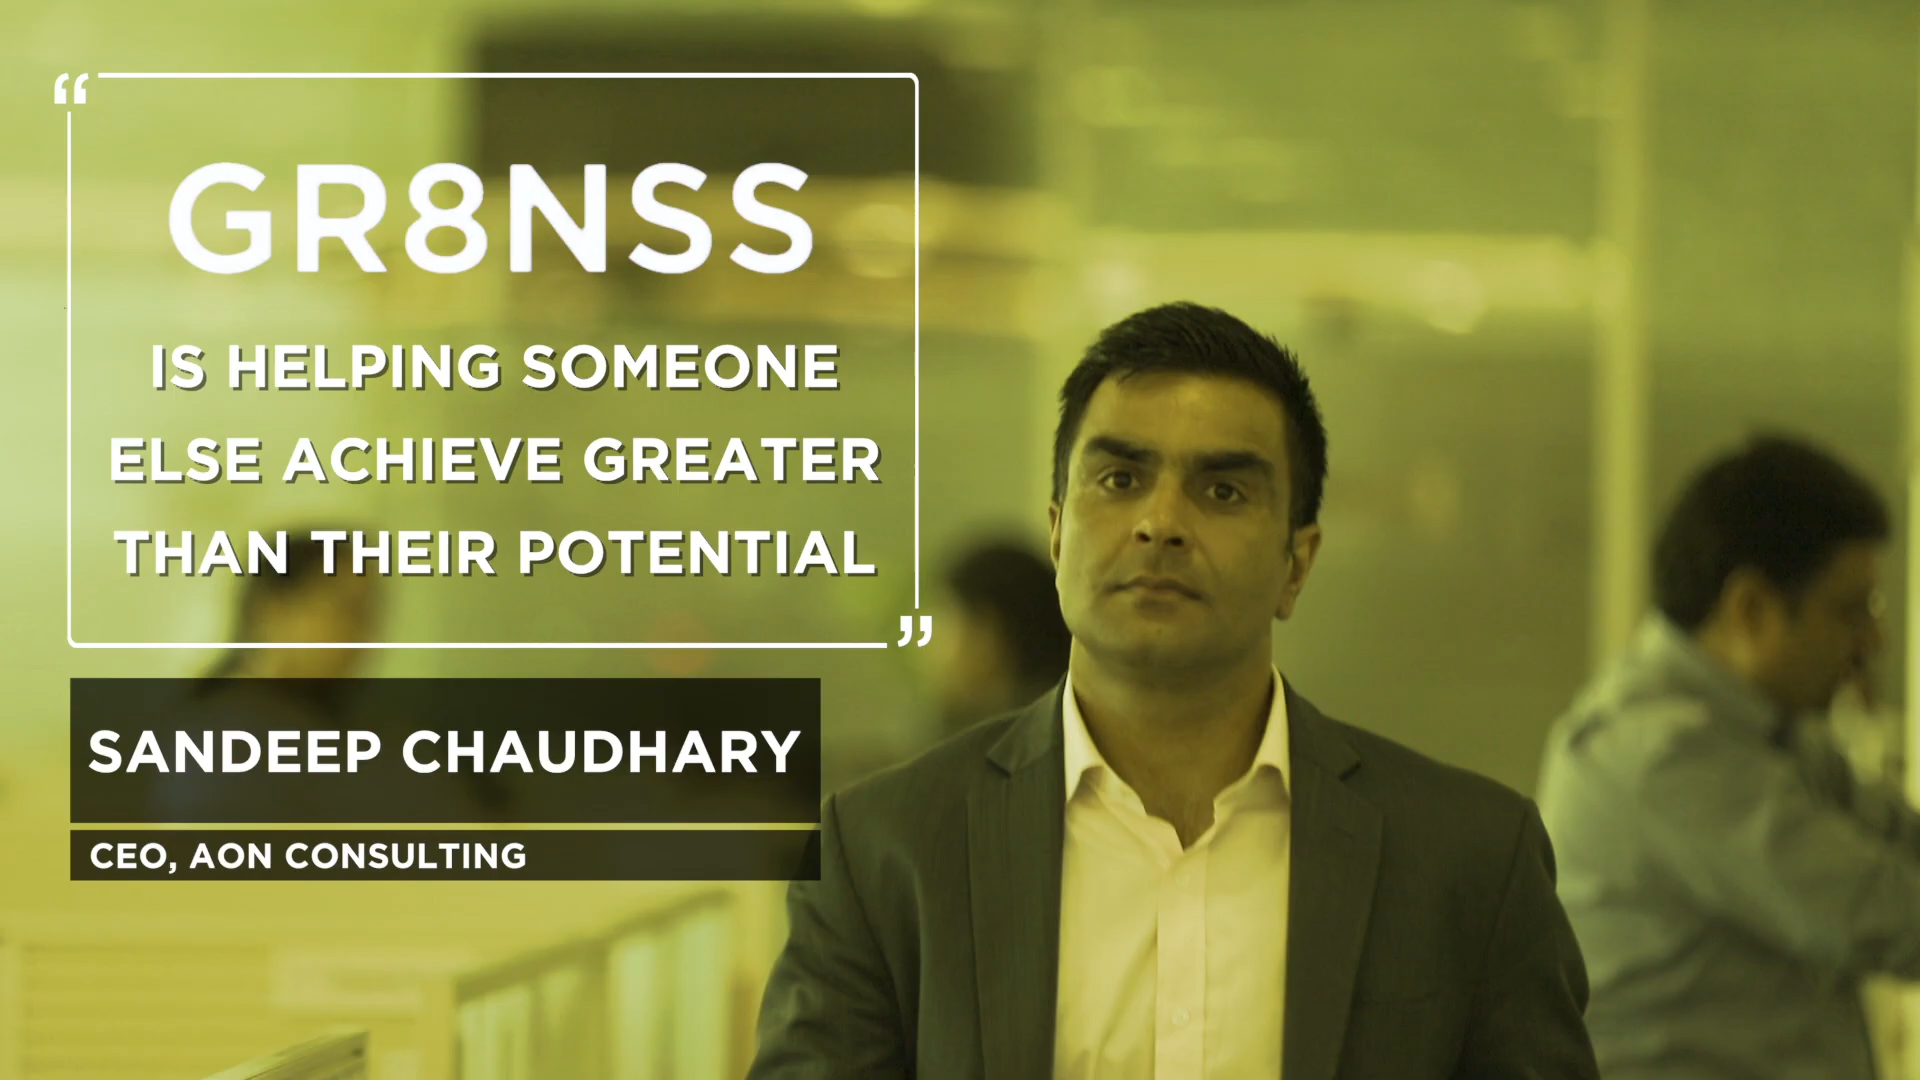 “
GR8NSS
IS HELPING SOMEONE
ELSE ACHIEVE GREATER
THAN THEIR POTENTIAL
”
SANDEEP CHAUDHARY
CEO, AON CONSULTING